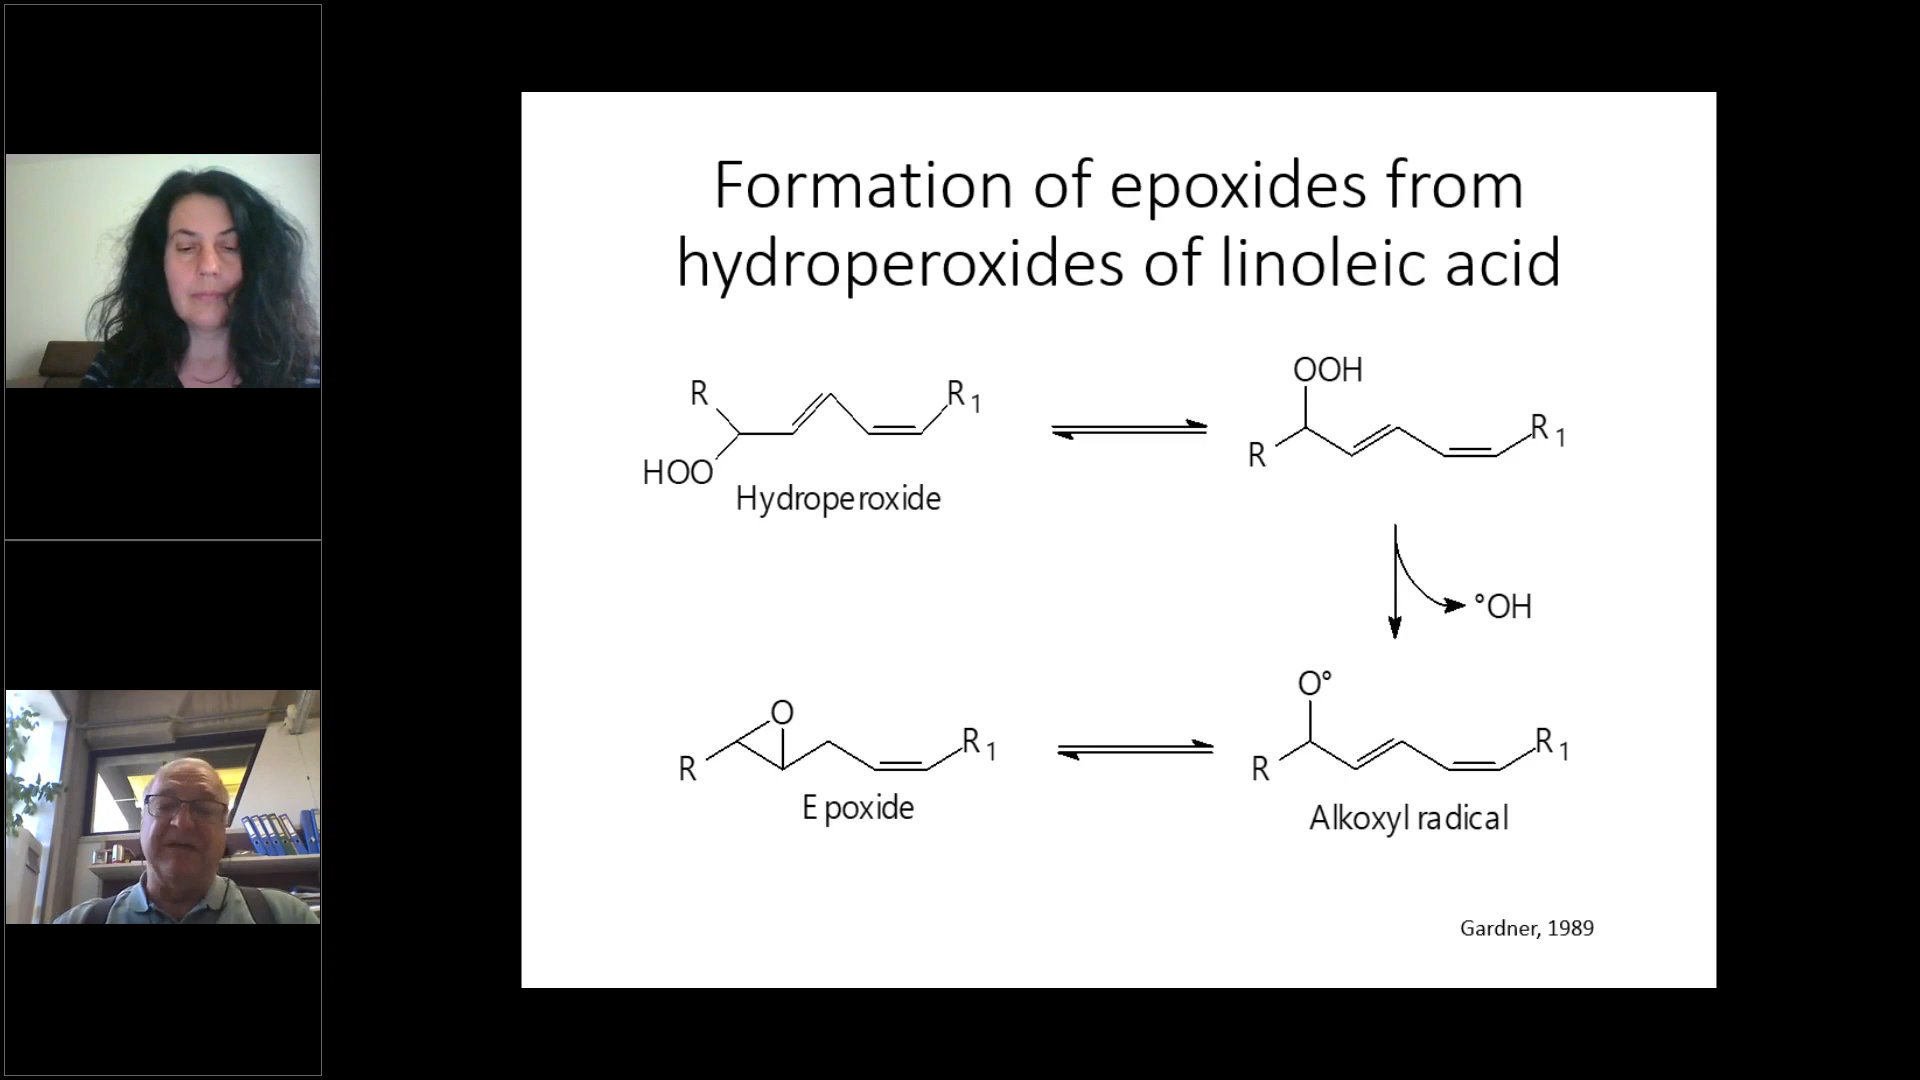 Formation of epoxides from
hydroperoxides of linoleic acid
OOH
R
R1
HOO
Hydroperoxide
R
R1
°OH
O°
O
R
R1
Epoxide
R
R1
Alkoxyl radical
Gardner, 1989